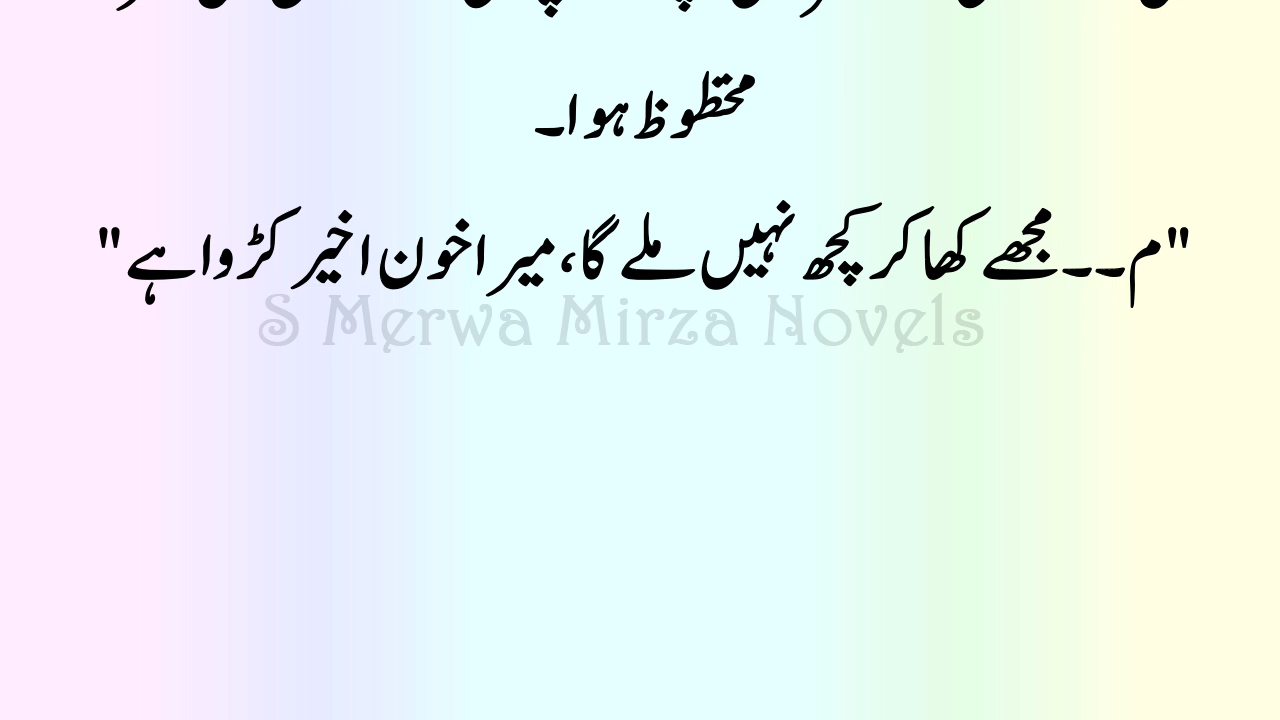 محظوظ ہوا۔
"م۔۔مجھے کھا کر کچھ نہیں ملے گا، میرا خون اخیر کڑوا ہے"
S Merwa Mirza Novels